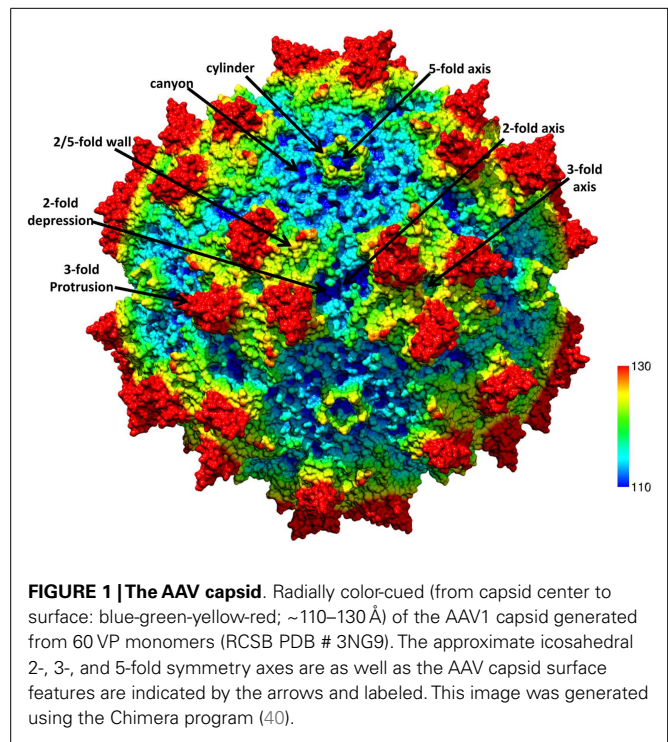 cylinder
5-fold axis
canyon
2-fold axis
2/5-fold wall
3-fold
axis
2-fold
depression
3-fold
Protrusion
130
110
FIGURE 1 | The AAV capsid. Radially color-cued (from capsid center to
surface: blue-green-yellow-red; ~110–130 Å) of the AAV1 capsid generated
from 60 VP monomers (RCSB PDB # 3NG9). The approximate icosahedral
2-, 3-, and 5-fold symmetry axes are as well as the AAV capsid surface
features are indicated by the arrows and labeled. This image was generated
using the Chimera program (40).